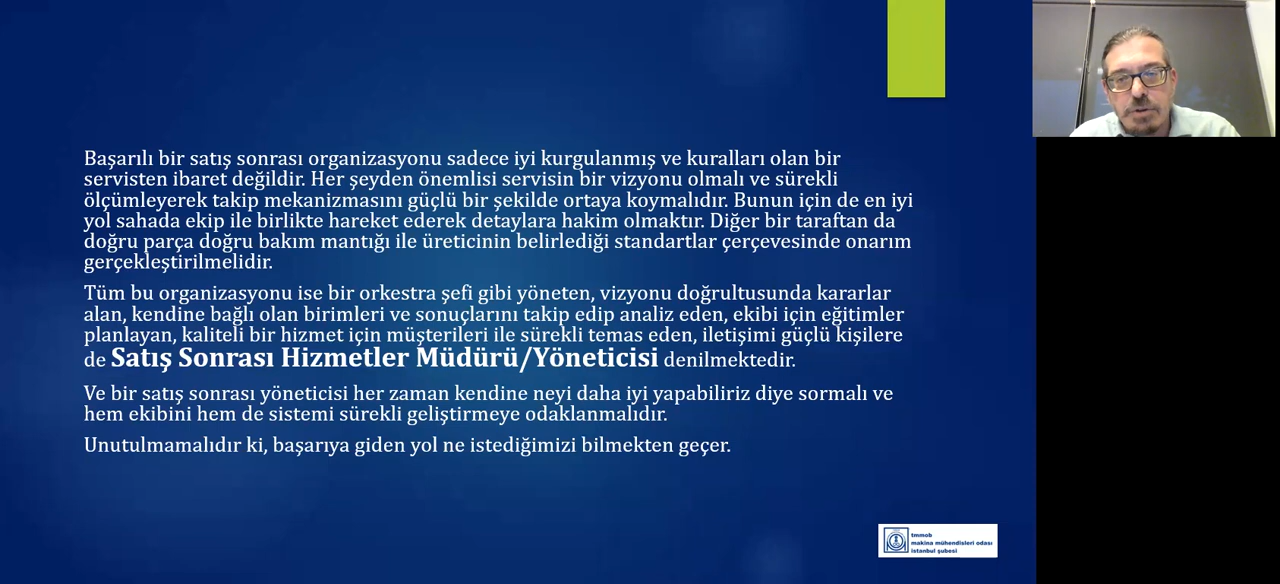 Başarılı bir satış sonrası organizasyonu sadece iyi kurgulanmış ve kuralları olan bir
servisten ibaret değildir. Her şeyden önemlisi servisin bir vizyonu olmalı ve sürekli
ölçümleyerek takip mekanizmasını güçlü bir şekilde ortaya koymalıdır. Bunun için de en iyi
yol sahada ekip ile birlikte hareket ederek detaylara hakim olmaktır. Diğer bir taraftan da
doğru parça doğru bakım mantığı ile üreticinin belirlediği standartlar çerçevesinde onarım
gerçekleştirilmelidir.
Tüm bu organizasyonu ise bir orkestra şefi gibi yöneten, vizyonu doğrultusunda kararlar
alan, kendine bağlı olan birimleri ve sonuçlarını takip edip analiz eden, ekibi için eğitimler
planlayan, kaliteli bir hizmet için müşterileri ile sürekli temas eden, iletişimi güçlü kişilere
de Satış Sonrası Hizmetler Müdürü/Yöneticisi denilmektedir.
Ve bir satış sonrası yöneticisi her zaman kendine neyi daha iyi yapabiliriz diye sormalı ve
hem ekibini hem de sistemi sürekli geliştirmeye odaklanmalıdır.
Unutulmamalıdır ki, başarıya giden yol ne istediğimizi bilmekten geçer.
tmmob
makina mühendisleri odası
istanbul şubesi